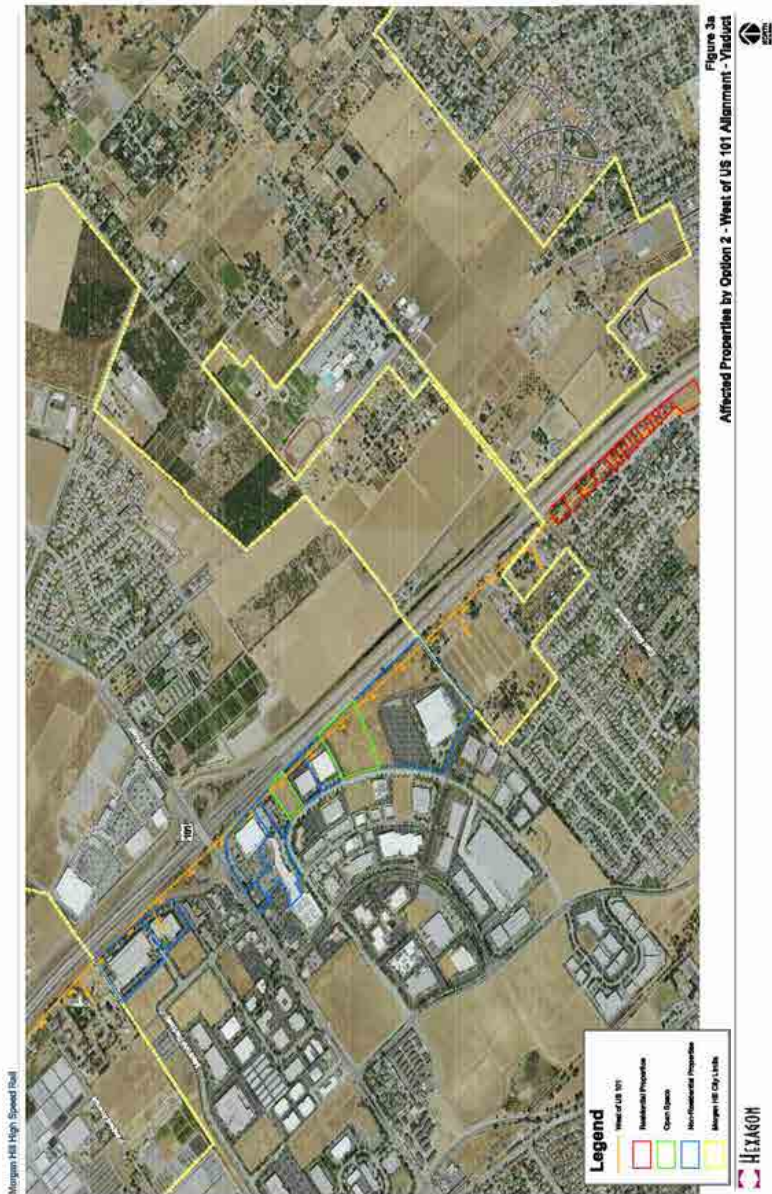 Morgan Hill High Speed Rail
101
Legend
West of US 101
Residential Properties
Open Space
Non-Residential Properties
Morgan Hill City Limits
HEXAGON
Figure 3a
Affected Properties by Option 2 - West of US 101 Alignment - Viaduct
NORTH